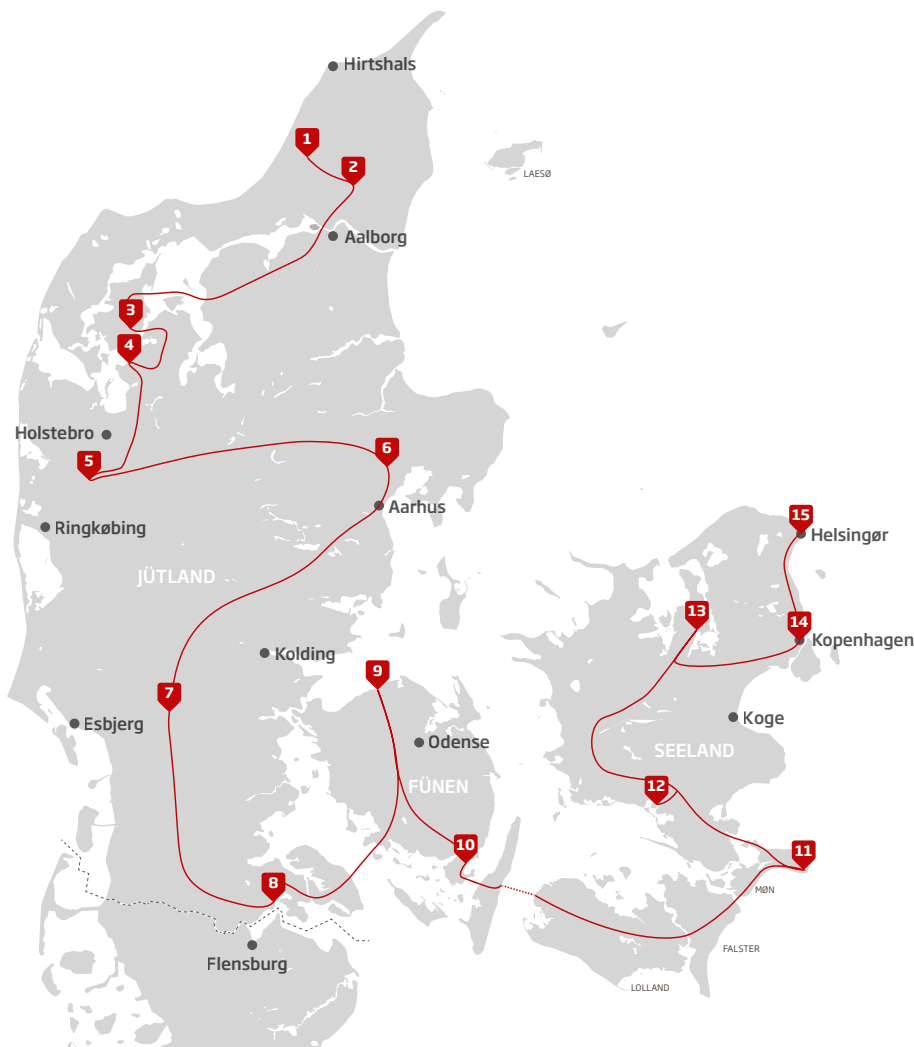 Hirtshals
1
2
LAESØ
Aalborg
3
4
Holstebro
5
6
Aarhus
Ringkøbing
15
Helsingør
JÜTLAND
13
14
Kopenhagen
Kolding
9
7
Esbjerg
Koge
Odense
SEELAND
FÜNEN
12
10
11
8
MØN
Flensburg
FALSTER
LOLLAND